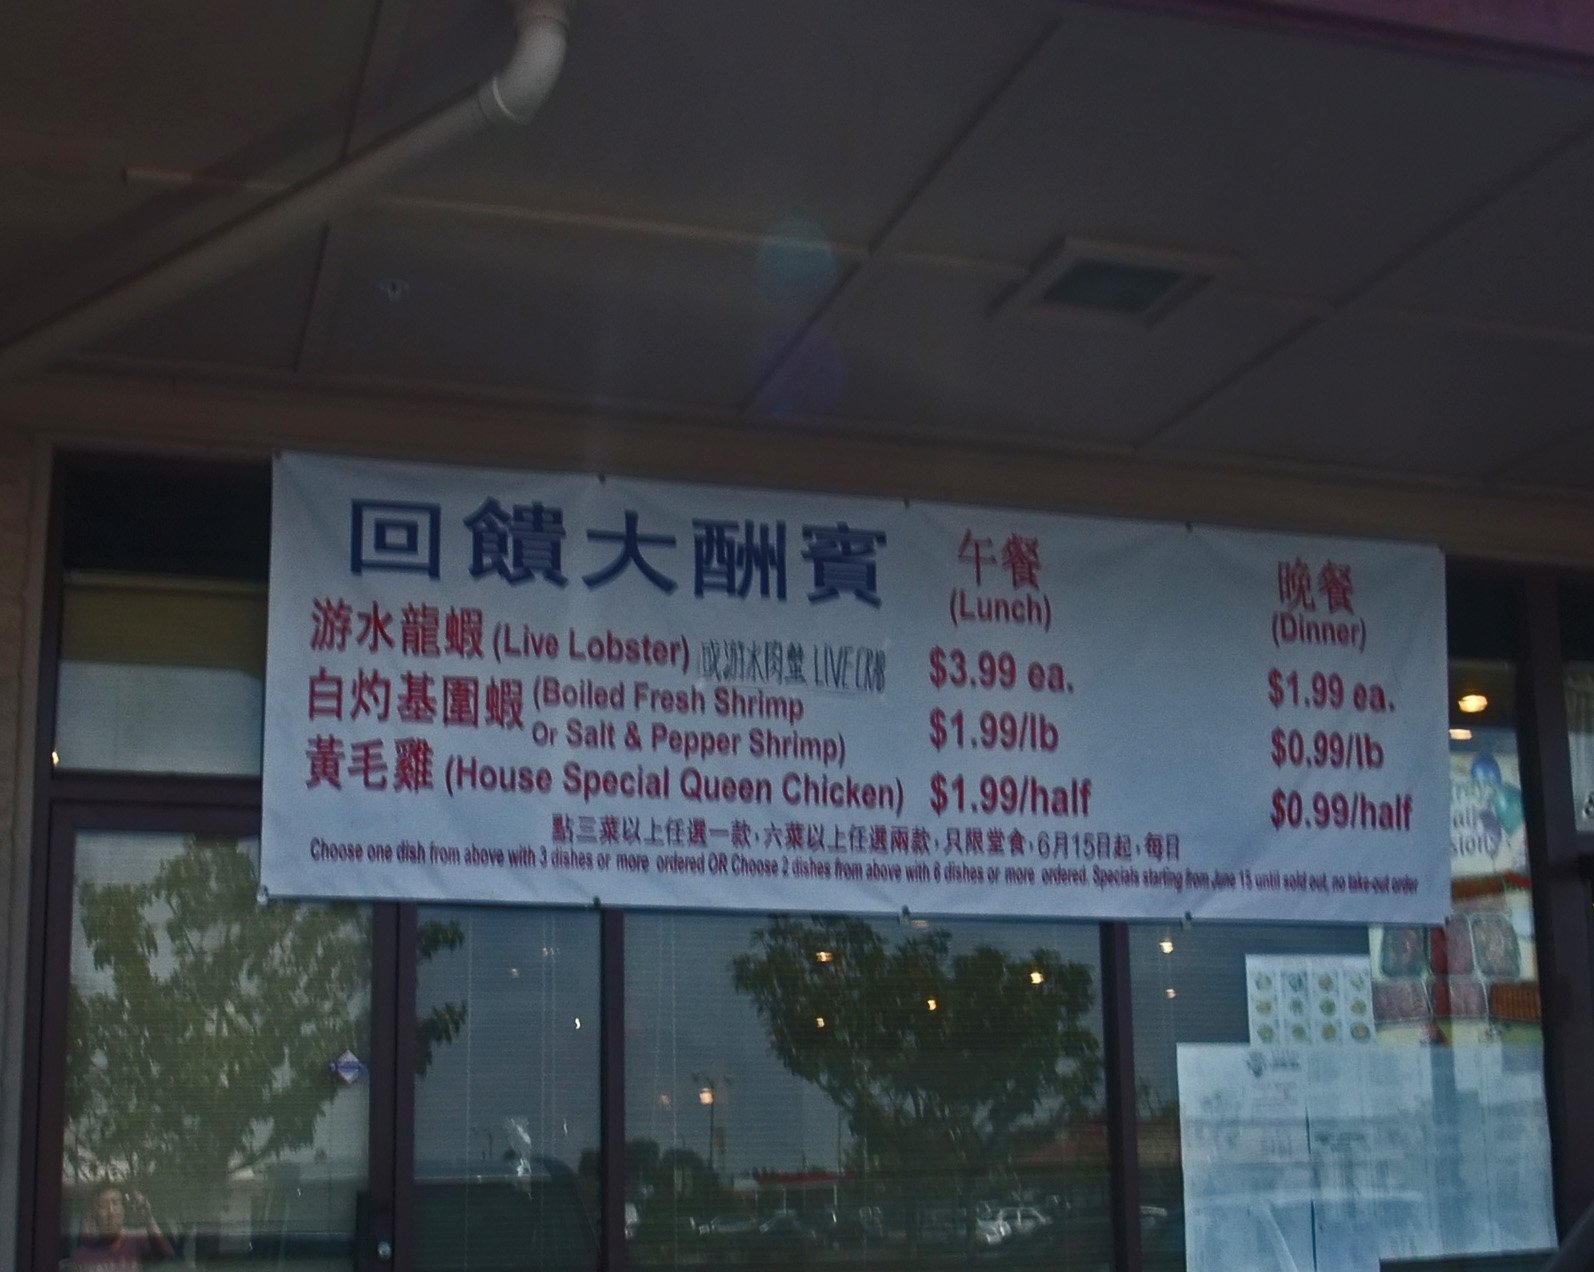 回饋大酬賓
午餐
(Lunch)
晚餐
(Dinner)
游水龍蝦 (Live Lobster) 或游水肉蟹 LIVE CRAB $3.99 ea. $1.99 ea.
白灼基圍蝦 (Boiled Fresh Shrimp
Or Salt & Pepper Shrimp) $1.99/lb $0.99/lb
黃毛雞 (House Special Queen Chicken) $1.99/half $0.99/half
點三菜以上任選一款，六菜以上任選兩款，只限堂食，6月15日起，每日
Choose one dish from above with 3 dishes or more ordered OR Choose 2 dishes from above with 6 dishes or more ordered. Specials starting from June 15 until sold out, no take-out order